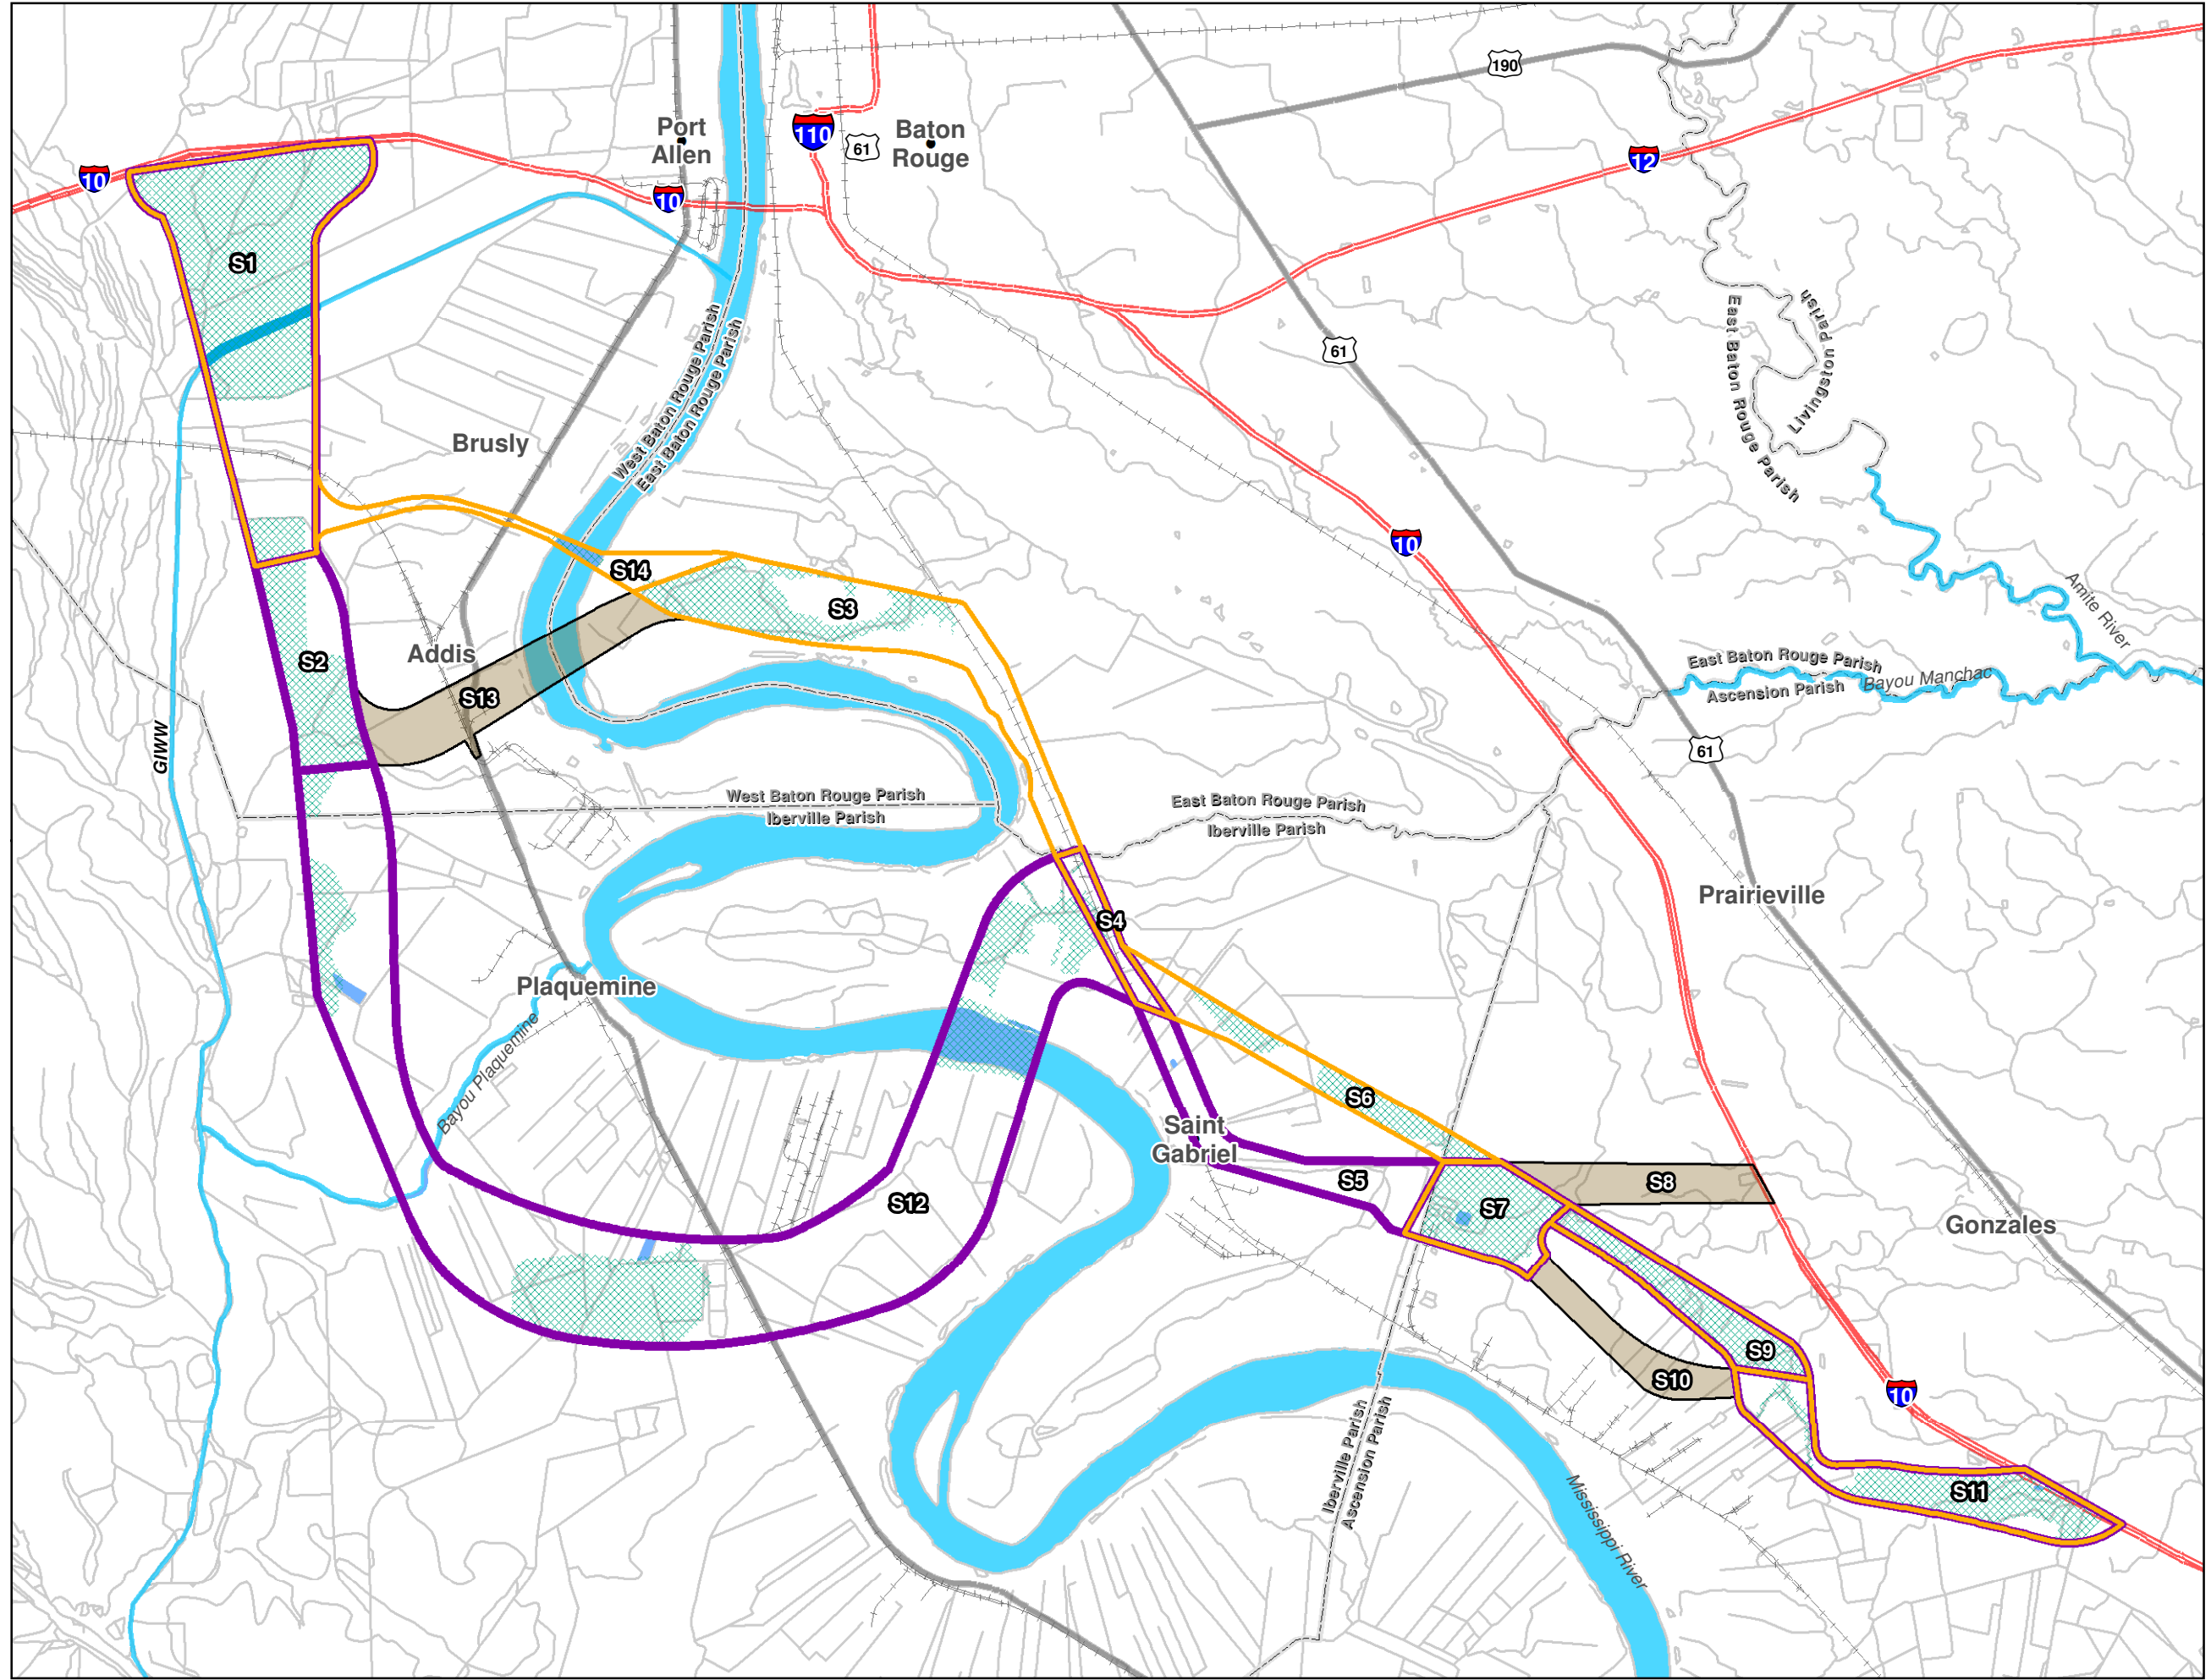 190
Port
Allen
110
61
Baton
Rouge
12
10
10
S1
West Baton Rouge Parish
East Baton Rouge Parish
East Baton Rouge Parish
Livingston Parish
61
Brusly
10
S14
S3
Amite River
Addis
S2
S13
East Baton Rouge Parish
Ascension Parish
Bayou Manchac
GIWW
61
West Baton Rouge Parish
Iberville Parish
East Baton Rouge Parish
Iberville Parish
Prairieville
S4
Plaquemine
Bayou Plaquemine
S6
Saint
Gabriel
S5
S8
S7
S12
Gonzales
S9
S10
10
Iberville Parish
Ascension Parish
S11
Mississippi River